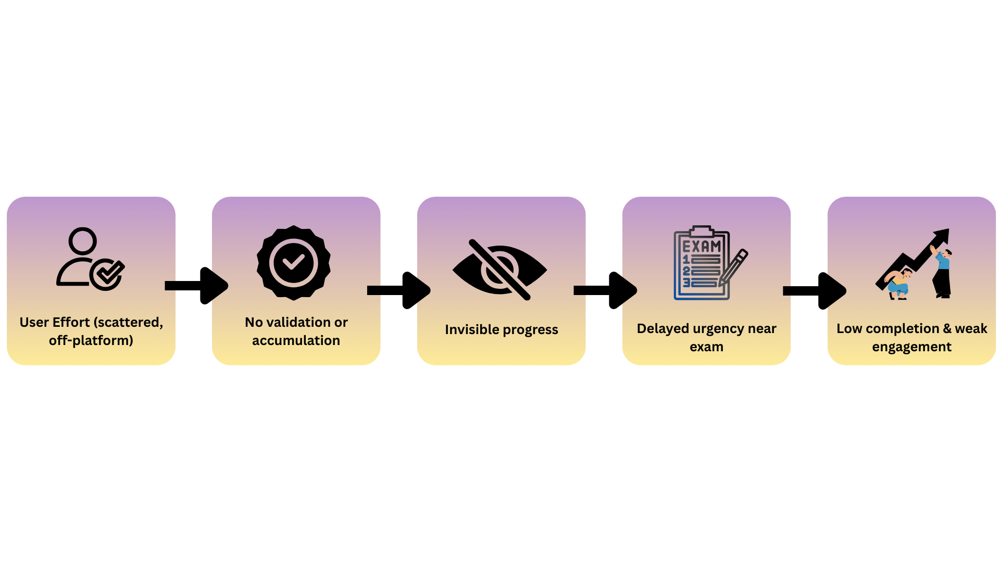 User Effort (scattered,
off-platform)
No validation or
accumulation
Invisible progress
EXAM
1
2
3
Delayed urgency near
exam
Low completion & weak
engagement